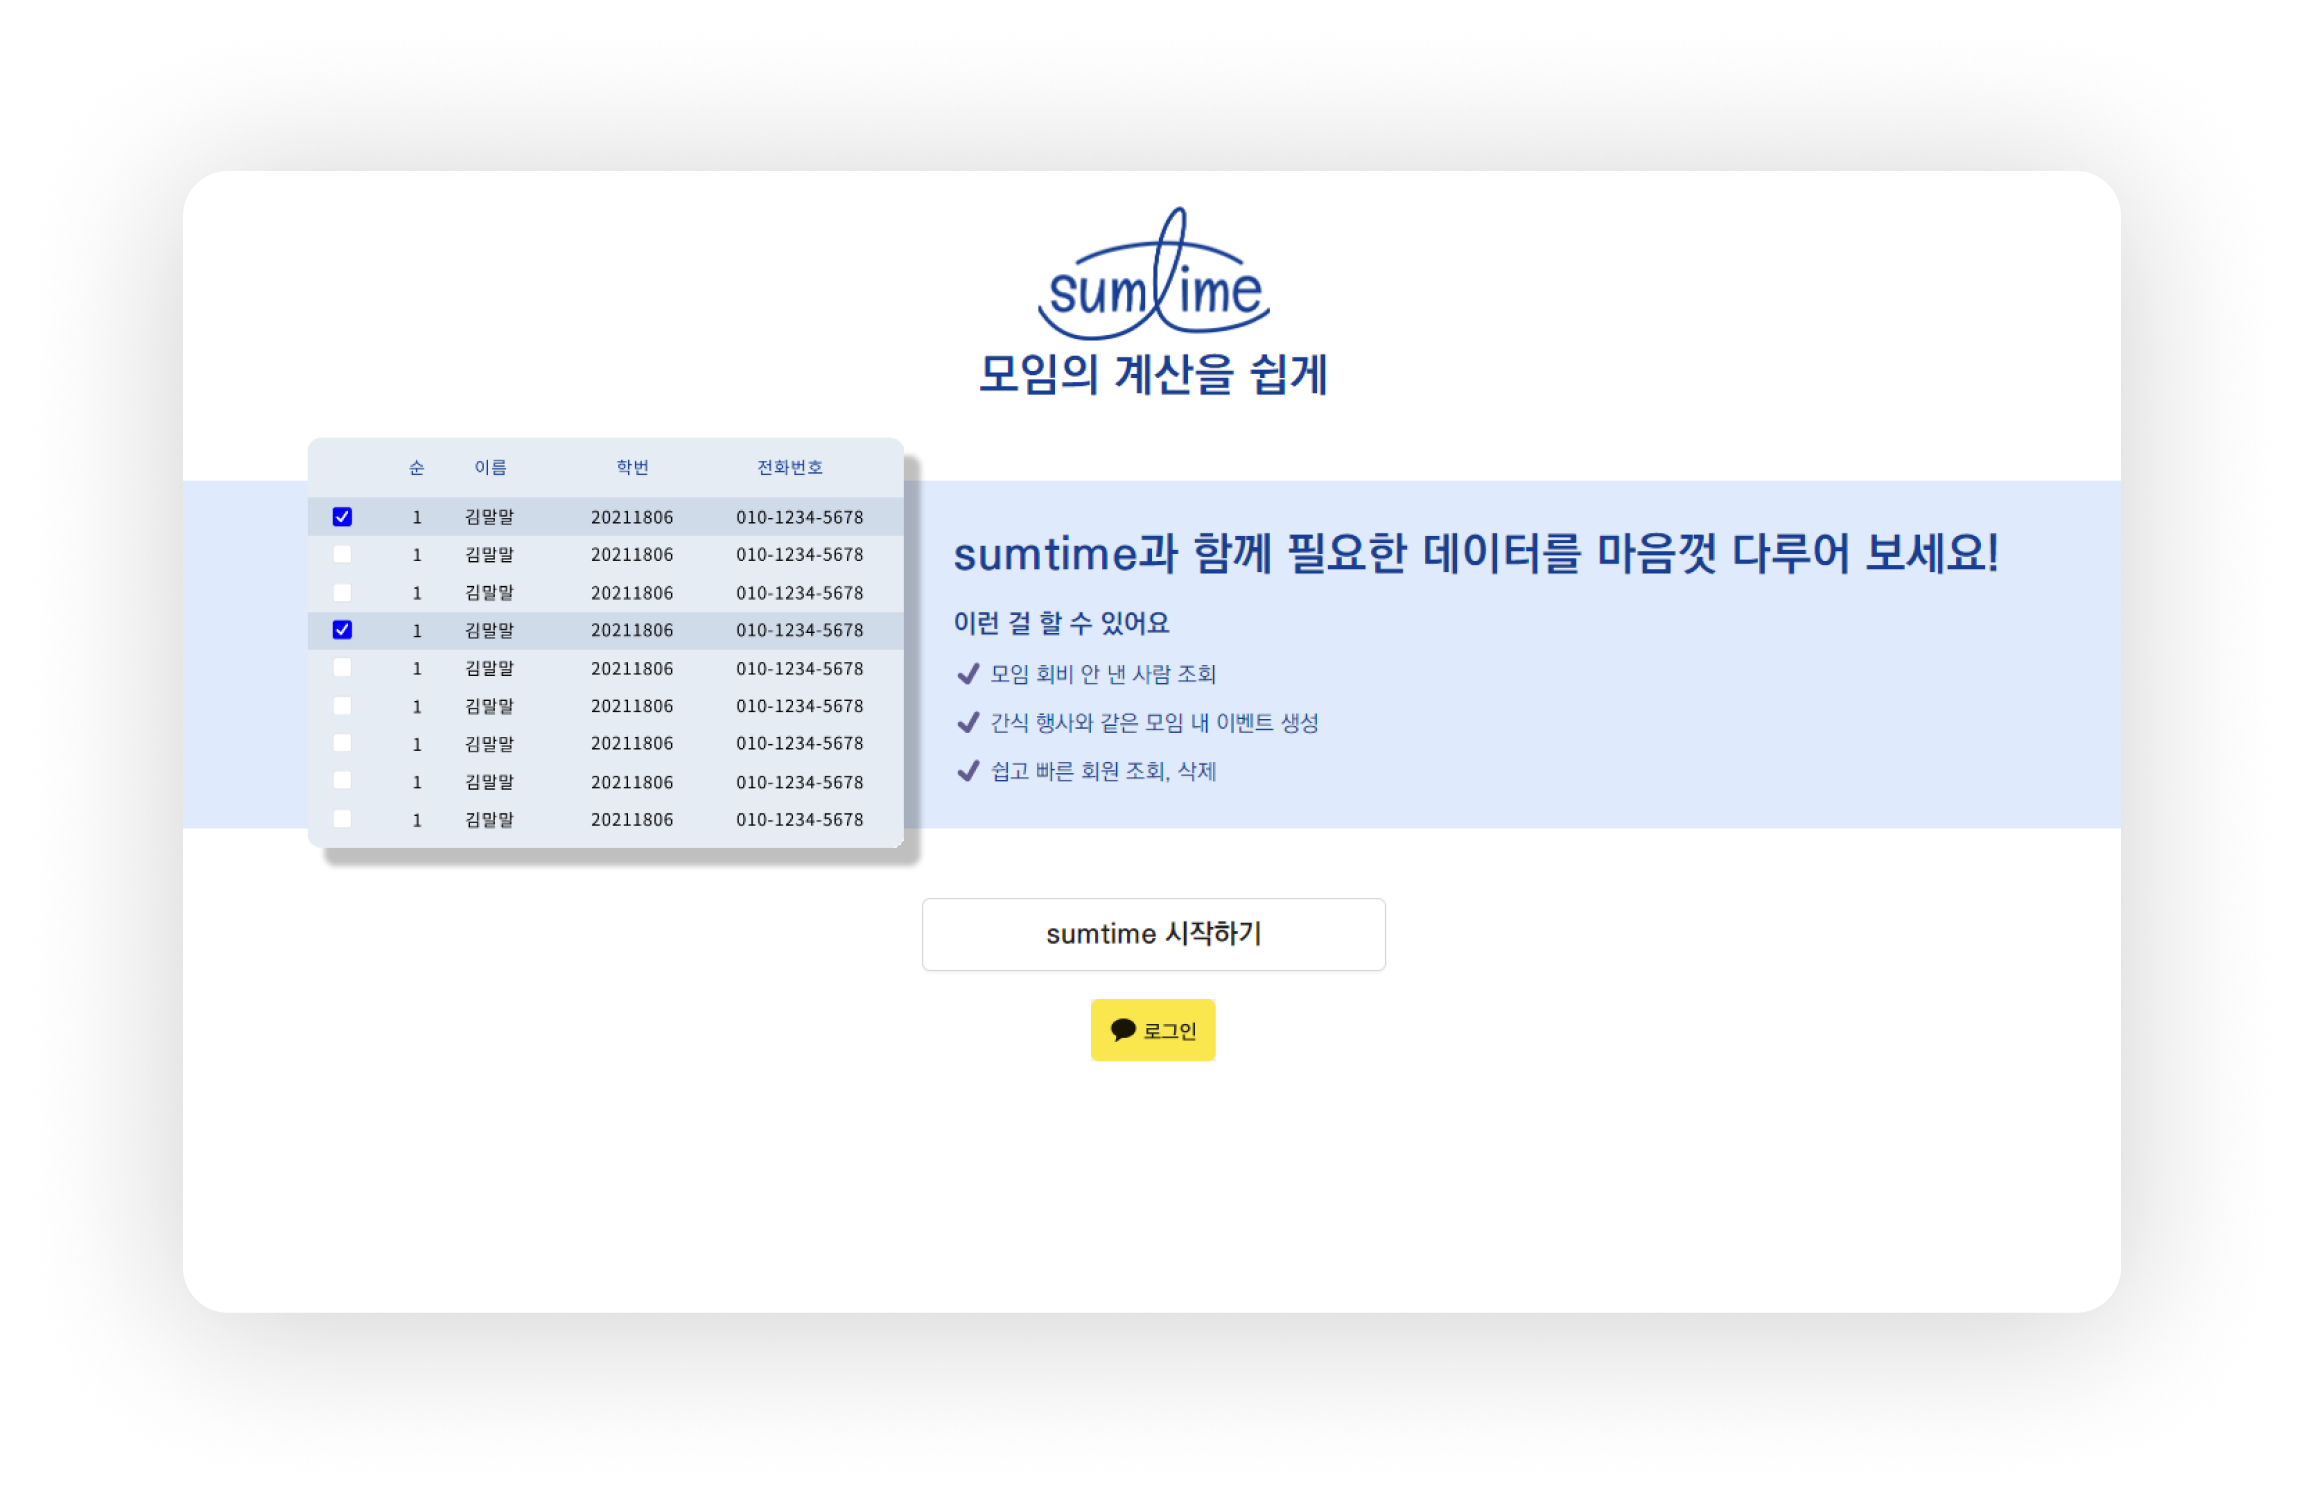 sumtime
모임의 계산을 쉽게
순 이름 학번 전화번호
1 김말말 20211806 010-1234-5678
1 김말말 20211806 010-1234-5678
1 김말말 20211806 010-1234-5678
1 김말말 20211806 010-1234-5678
1 김말말 20211806 010-1234-5678
1 김말말 20211806 010-1234-5678
1 김말말 20211806 010-1234-5678
1 김말말 20211806 010-1234-5678
1 김말말 20211806 010-1234-5678
sumtime과 함께 필요한 데이터를 마음껏 다루어 보세요!
이런 걸 할 수 있어요
모임 회비 안 낸 사람 조회
간식 행사와 같은 모임 내 이벤트 생성
쉽고 빠른 회원 조회, 삭제
sumtime 시작하기
로그인